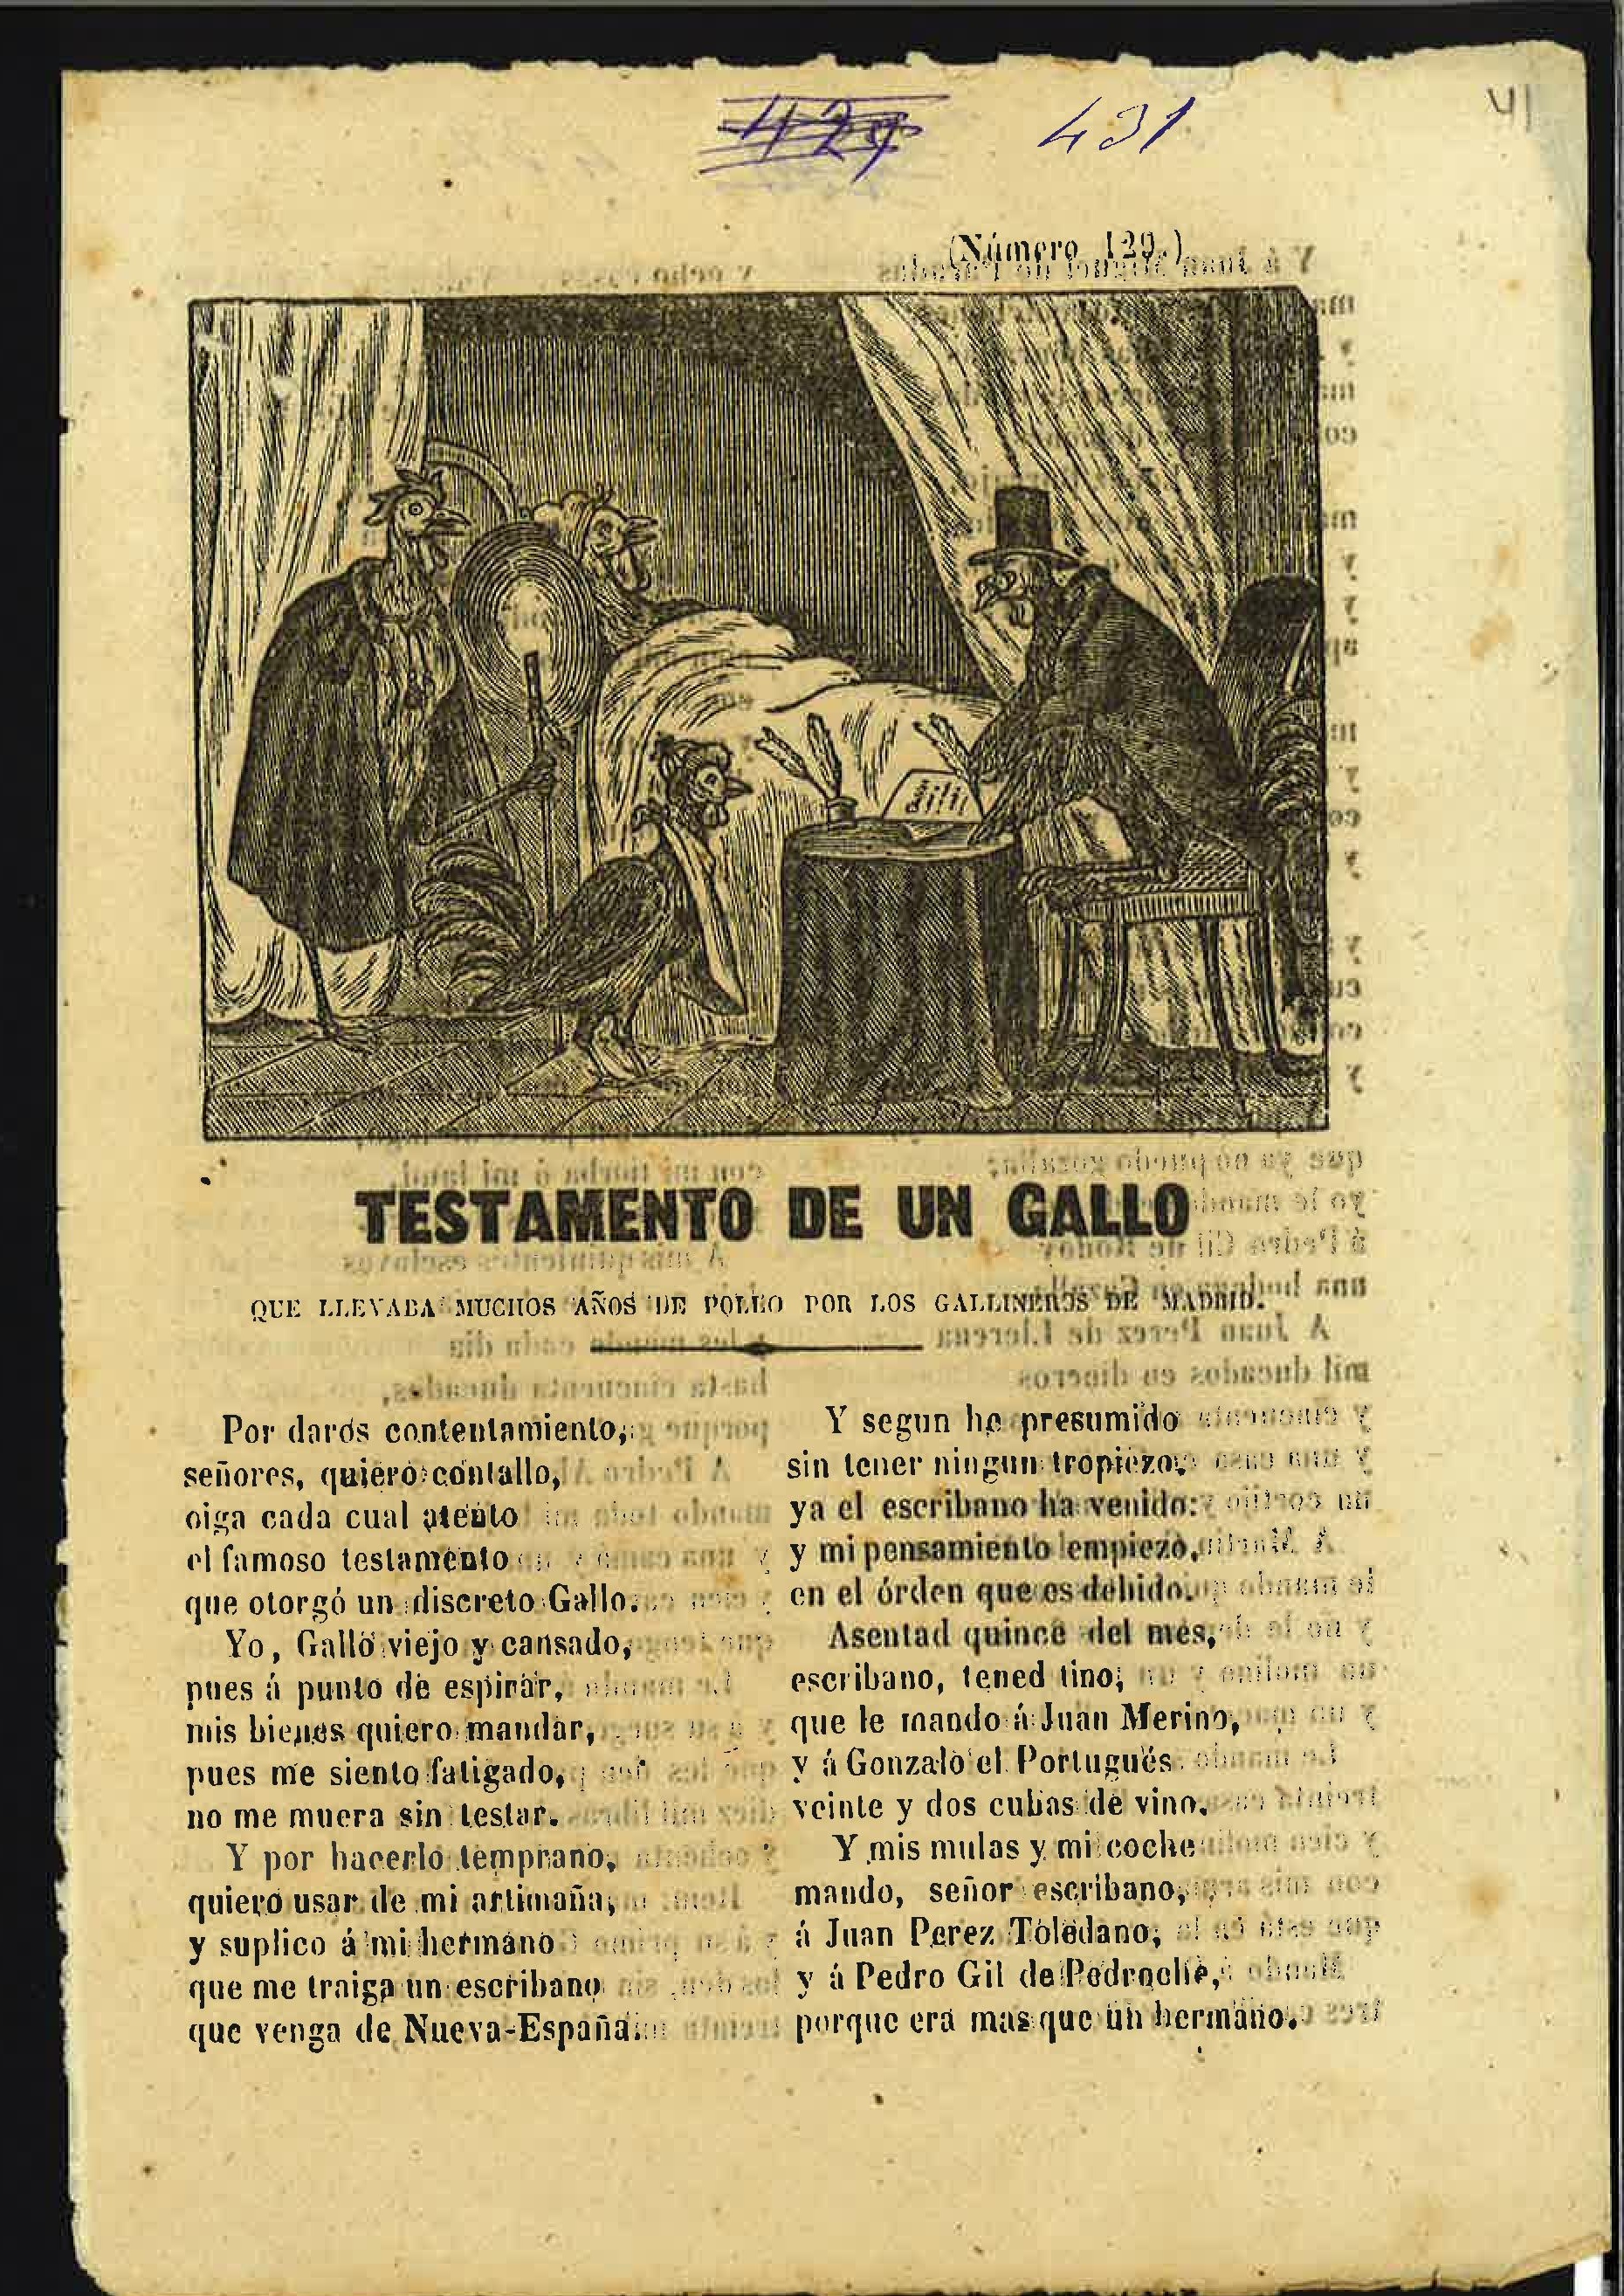 427
431
41
(Número 129.)
TESTAMENTO DE UN GALLO
QUE LLEVABA MUCHOS AÑOS DE POLLO POR LOS GALLINEROS DE MADRID.
Por daros contentamiento,
señores, quiero contallo,
oiga cada cual atento
el famoso testamento
que otorgó un discreto Gallo.
Yo, Gallo viejo y cansado,
pues á punto de espirar,
mis bienes quiero mandar,
pues me siento fatigado,
no me muera sin testar.
Y por hacerlo temprano,
quiero usar de mi artimaña,
y suplico á mi hermano
que me traiga un escribano
que venga de Nueva-España.
Y segun he presumido
sin tener ningun tropiezo,
ya el escribano ha venido:
y mi pensamiento empiezo,
en el órden que es debido.
Asentad quince del mes,
escribano, tened tino;
que le mando á Juan Merino,
y á Gonzalo el Portugués
veinte y dos cubas de vino.
Y mis mulas y mi coche
mando, señor escribano,
á Juan Perez Toledano;
y á Pedro Gil de Pedroche,
porque era mas que un hermano.